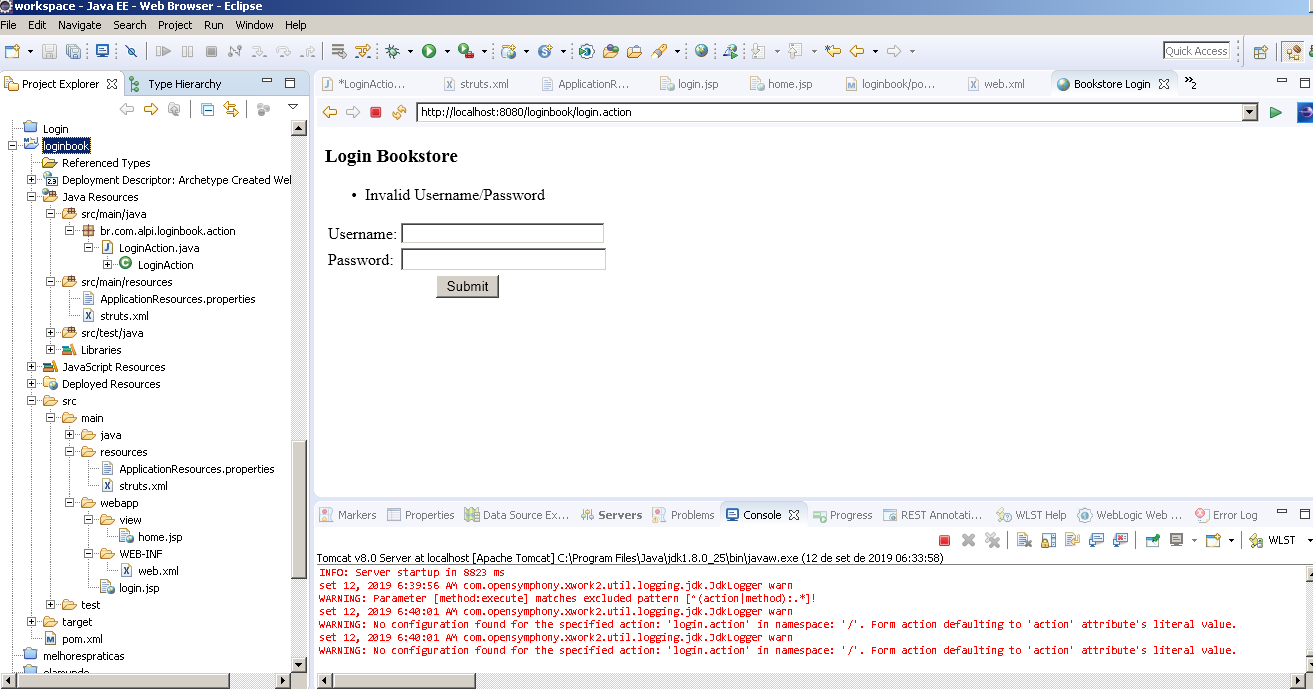 workspace - Java EE - Web Browser - Eclipse
File Edit Navigate Search Project Run Window Help
Quick Access
Project Explorer Type Hierarchy
*LoginActio... struts.xml ApplicationR... login.jsp home.jsp loginbook/po... web.xml Bookstore Login »2
http://localhost:8080/loginbook/login.action
Login
loginbook
Referenced Types
Deployment Descriptor: Archetype Created Wel
Java Resources
src/main/java
br.com.alpi.loginbook.action
LoginAction.java
LoginAction
src/main/resources
ApplicationResources.properties
struts.xml
src/test/java
Libraries
JavaScript Resources
Deployed Resources
src
main
java
resources
ApplicationResources.properties
struts.xml
webapp
view
home.jsp
WEB-INF
web.xml
login.jsp
test
target
pom.xml
melhorespraticas
Login Bookstore
• Invalid Username/Password
Username:
Password:
Submit
Markers Properties Data Source Ex... Servers Problems Console Progress REST Annotati... WLST Help WebLogic Web ... Error Log
WLST
Tomcat v8.0 Server at localhost [Apache Tomcat] C:\Program Files\Java\jdk1.8.0_25\bin\javaw.exe (12 de set de 2019 06:33:58)
INFO: Server startup in 8823 ms
set 12, 2019 6:39:56 AM com.opensymphony.xwork2.util.logging.jdk.JdkLogger warn
WARNING: Parameter [method:execute] matches excluded pattern [^(action|method):.*]!
set 12, 2019 6:40:01 AM com.opensymphony.xwork2.util.logging.jdk.JdkLogger warn
WARNING: No configuration found for the specified action: 'login.action' in namespace: '/'. Form action defaulting to 'action' attribute's literal value.
set 12, 2019 6:40:01 AM com.opensymphony.xwork2.util.logging.jdk.JdkLogger warn
WARNING: No configuration found for the specified action: 'login.action' in namespace: '/'. Form action defaulting to 'action' attribute's literal value.